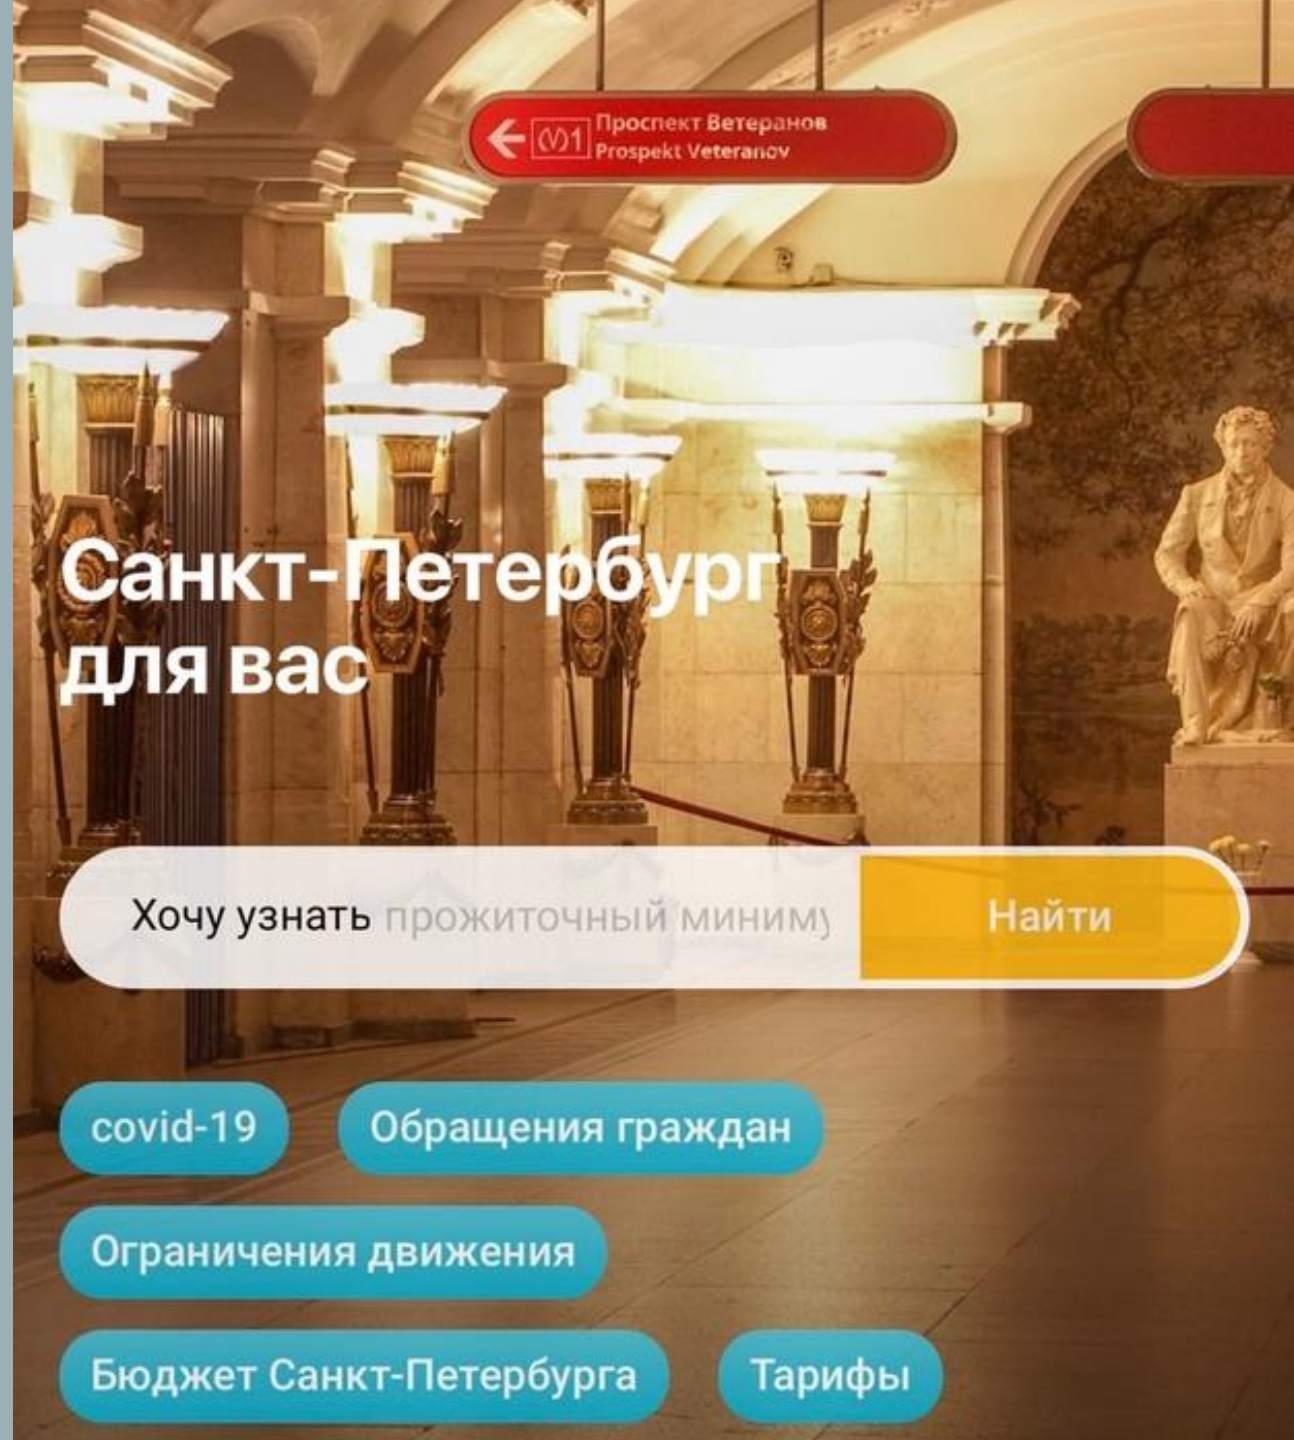 Проспект Ветеранов
1 Prospekt Veteranov
Санкт-Петербург
для вас
Хочу узнать прожиточный миниму
Найти
covid-19
Обращения граждан
Ограничения движения
Бюджет Санкт-Петербурга
Тарифы